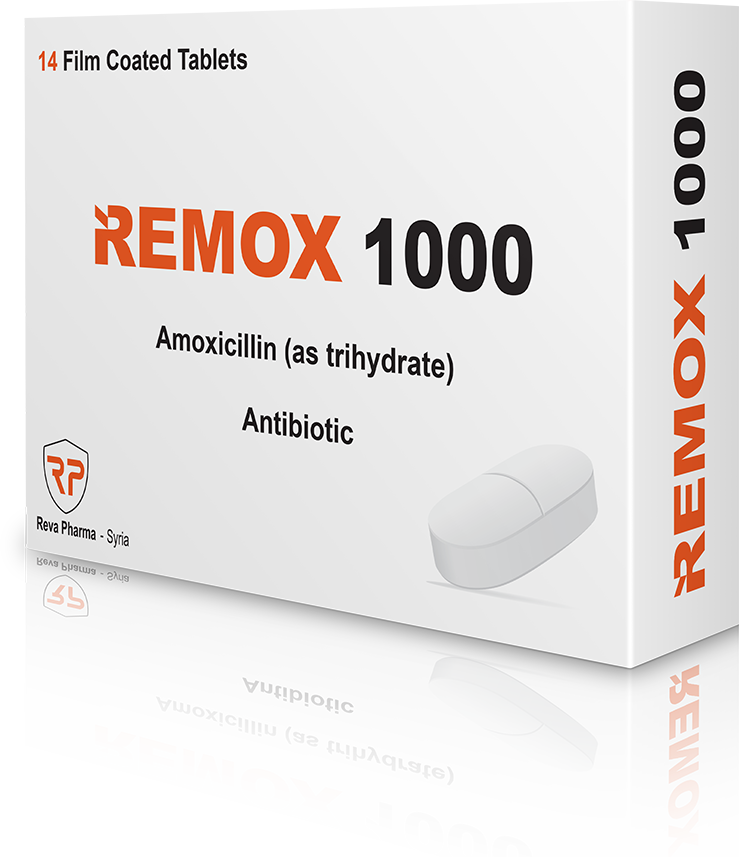 14 Film Coated Tablets
REMOX 1000
Amoxicillin (as trihydrate)
Antibiotic
RP
Reva Pharma - Syria
REMOX 1000